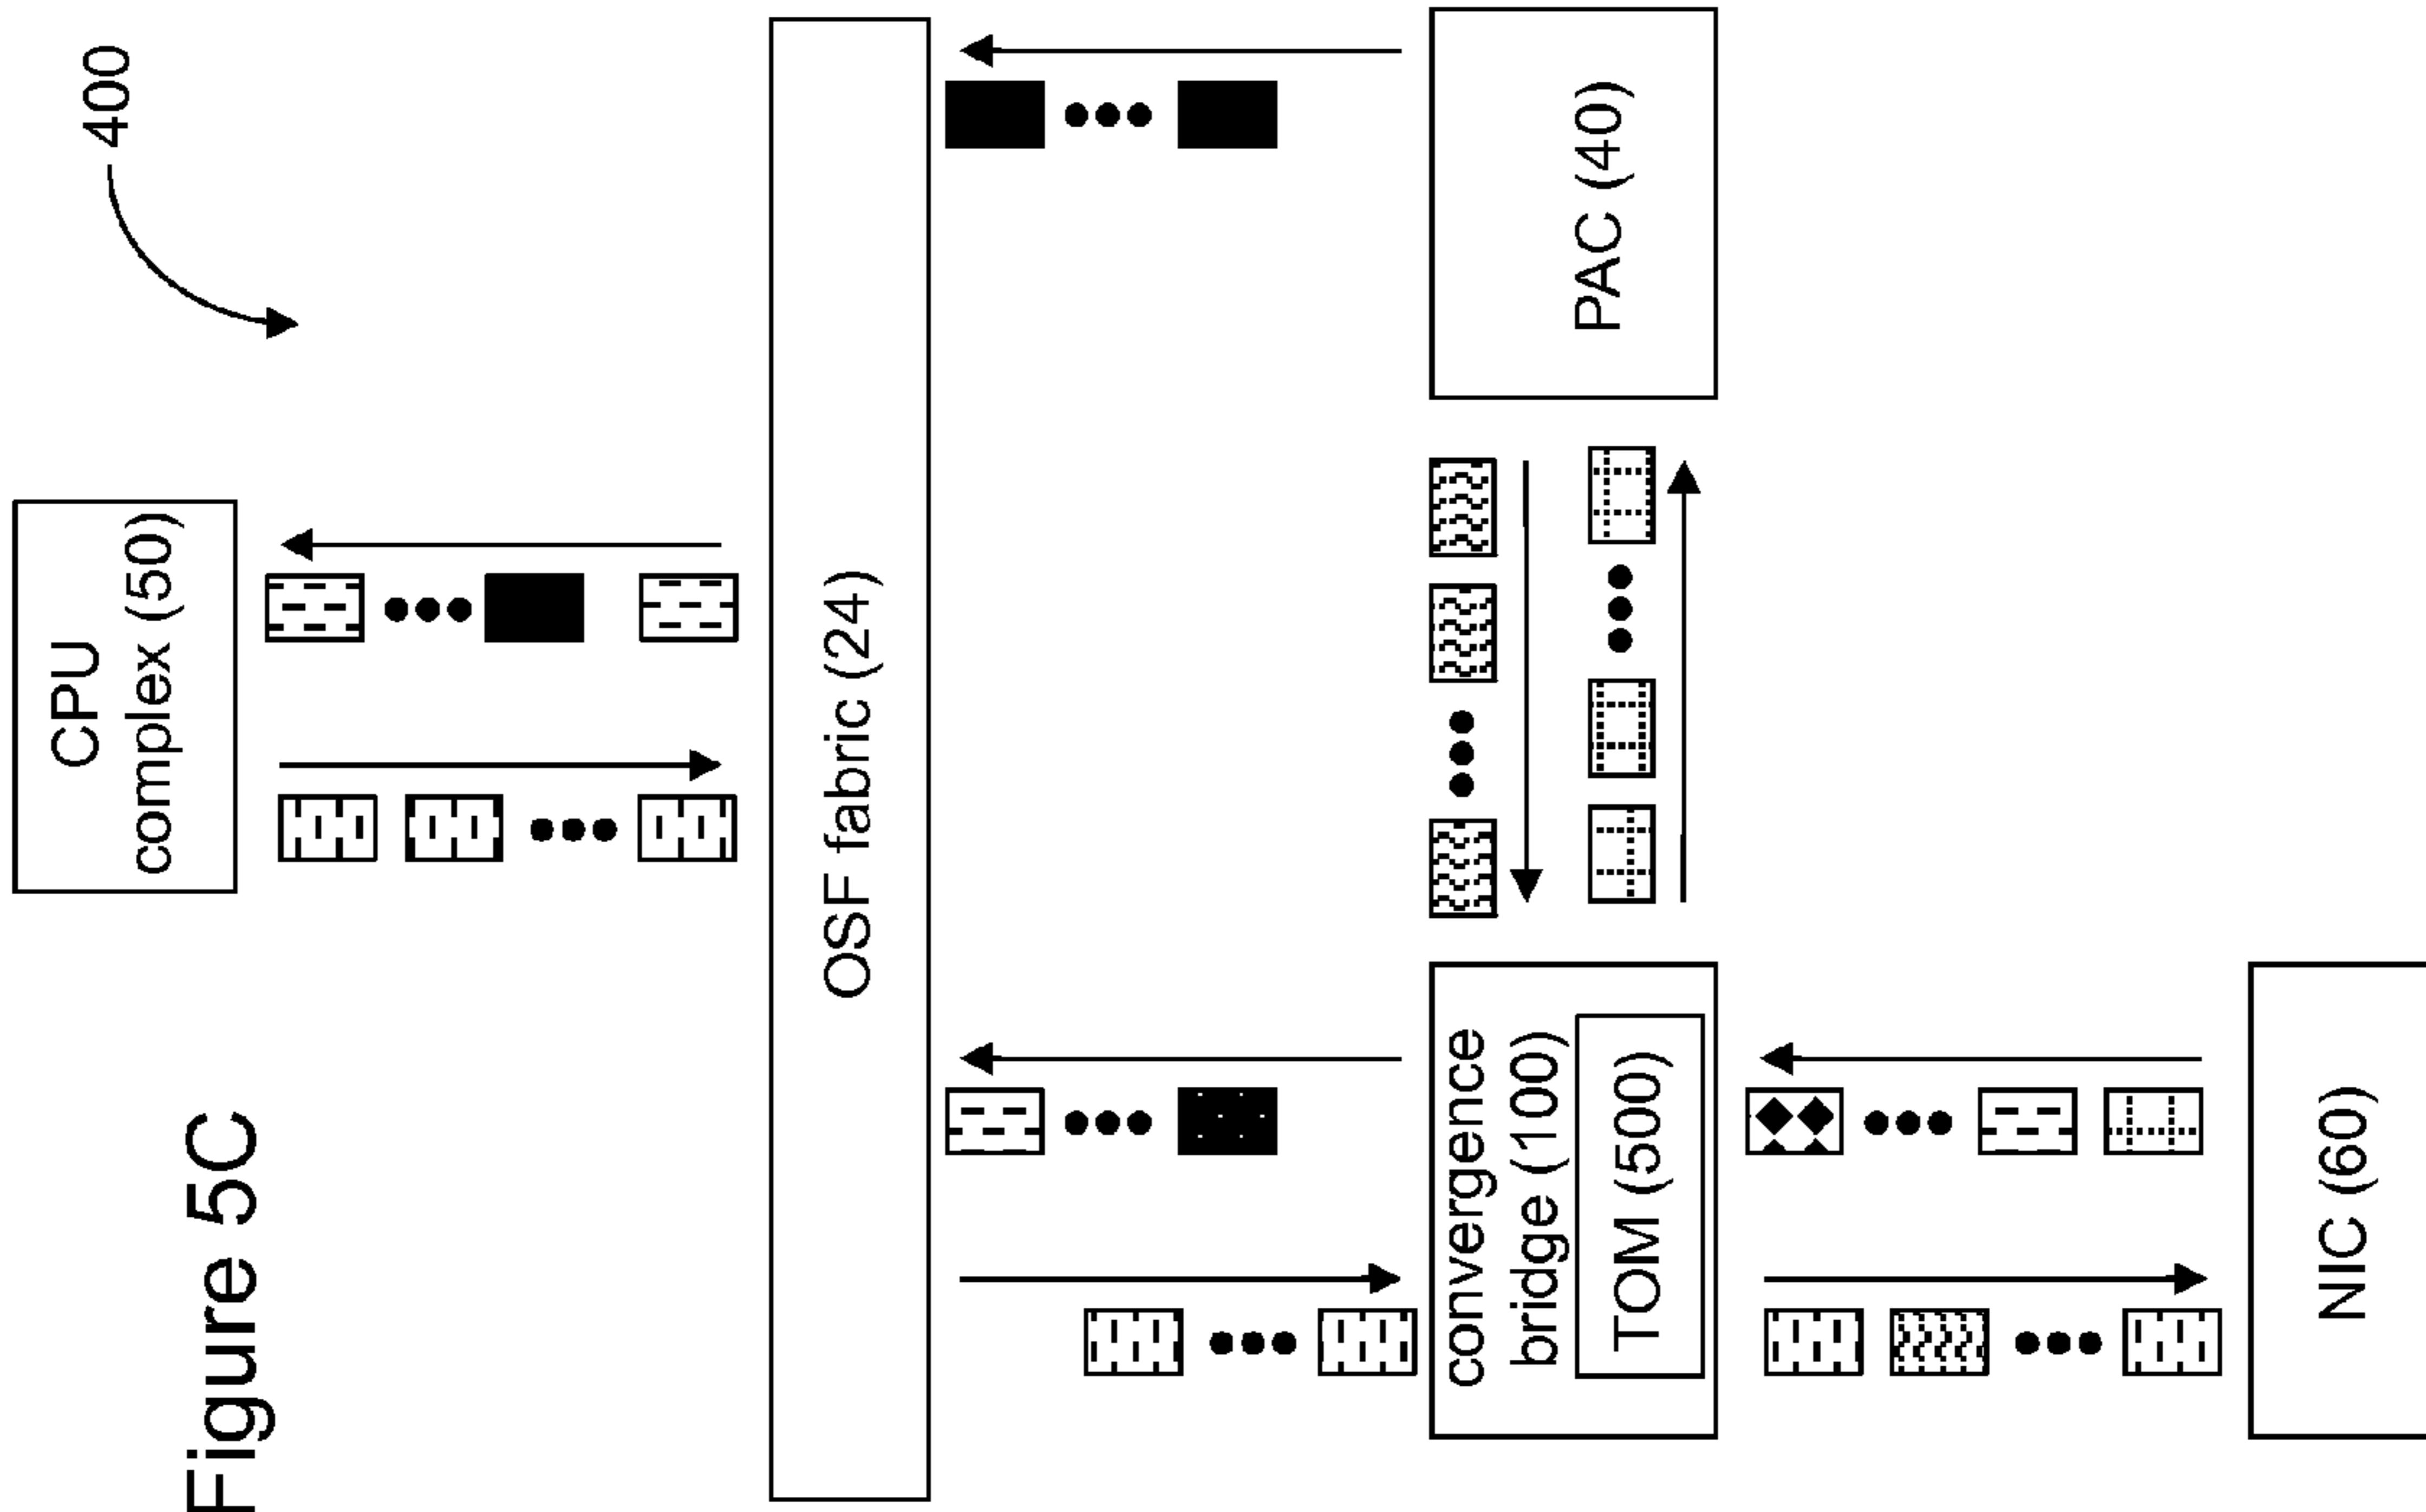 Figure 5C
400
CPU
complex (50)
OSF fabric (24)
convergence
bridge (100)
TOM (500)
PAC (40)
NIC (60)